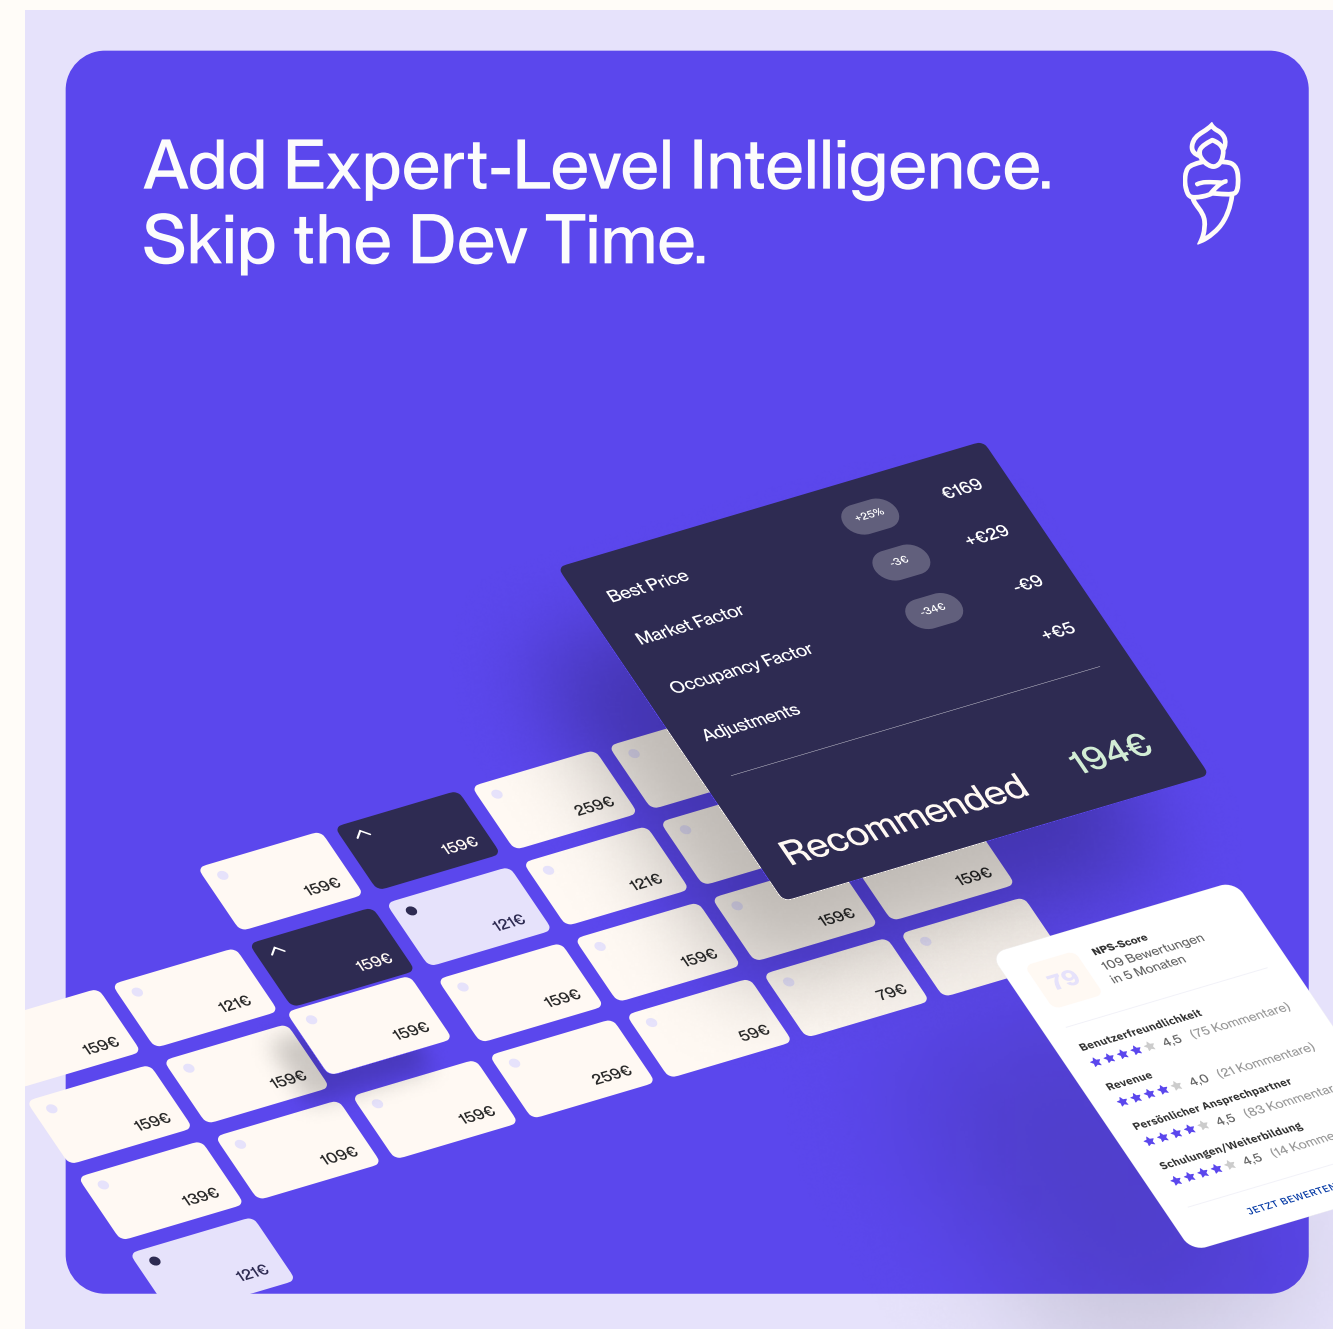 Add Expert-Level Intelligence.
Skip the Dev Time.
Best Price +25% €169
Market Factor -3€ +€29
Occupancy Factor -34€ -€9
Adjustments +€5
Recommended 194€
259€
159€
159€
121€
121€
159€
159€
159€
121€
159€
159€
159€
159€
79€
59€
259€
159€
159€
159€
109€
139€
121€
79
NPS-Score
109 Bewertungen
in 5 Monaten
Benutzerfreundlichkeit
4,5 (75 Kommentare)
Revenue
4,0 (21 Kommentare)
Persönlicher Ansprechpartner
4,5 (83 Kommentar
Schulungen/Weiterbildung
4,5 (14 Komme
JETZT BEWERTEN